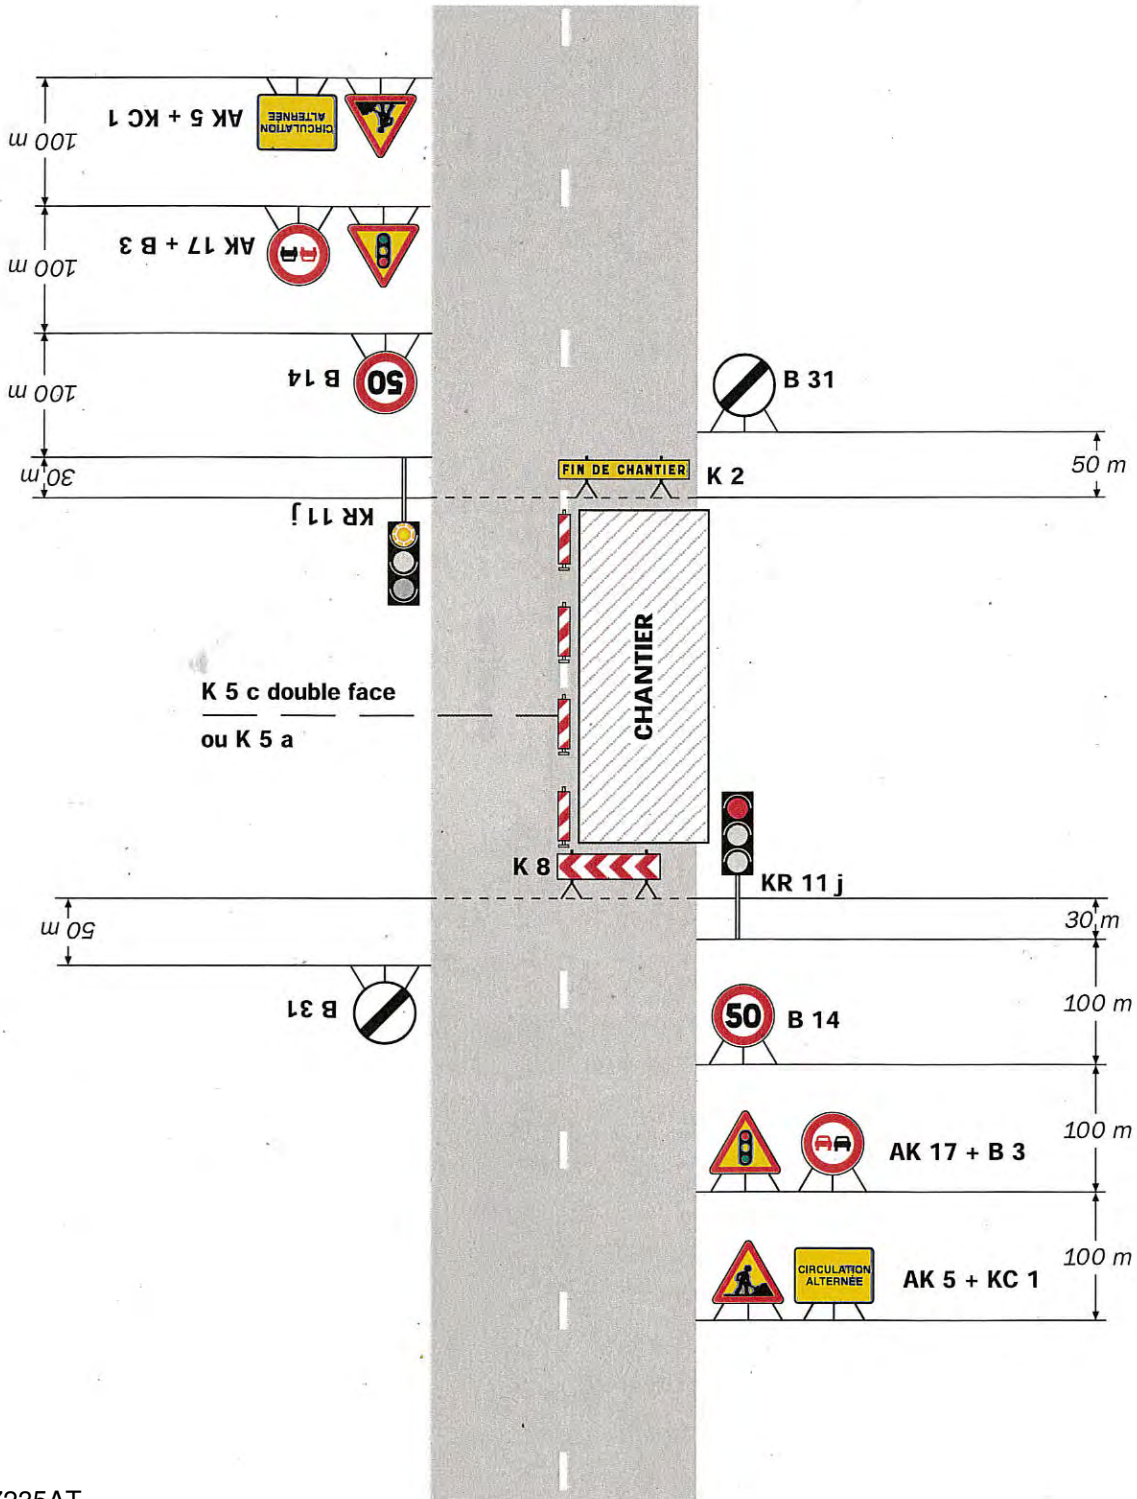 100 m
AK 5 + KC 1
CIRCULATION
ALTERNÉE
100 m
AK 17 + B 3
100 m
B 14
50
B 31
30 m
FIN DE CHANTIER
K 2
50 m
KR 11 j
CHANTIER
K 5 c double face
ou K 5 a
K 8
KR 11 j
50 m
30 m
B 31
50
B 14
100 m
AK 17 + B 3
100 m
CIRCULATION
ALTERNÉE
AK 5 + KC 1
100 m